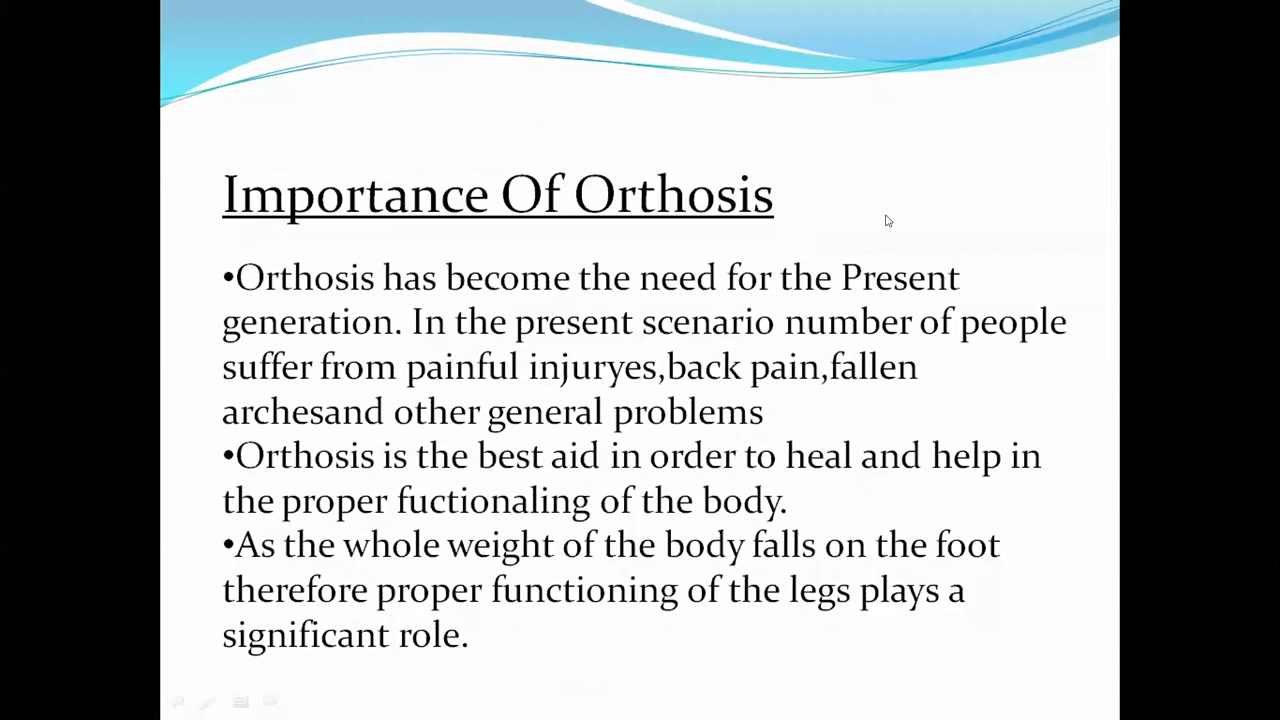 Importance Of Orthosis
•Orthosis has become the need for the Present
generation. In the present scenario number of people
suffer from painful injuryes,back pain,fallen
archesand other general problems
•Orthosis is the best aid in order to heal and help in
the proper fuctionaling of the body.
•As the whole weight of the body falls on the foot
therefore proper functioning of the legs plays a
significant role.